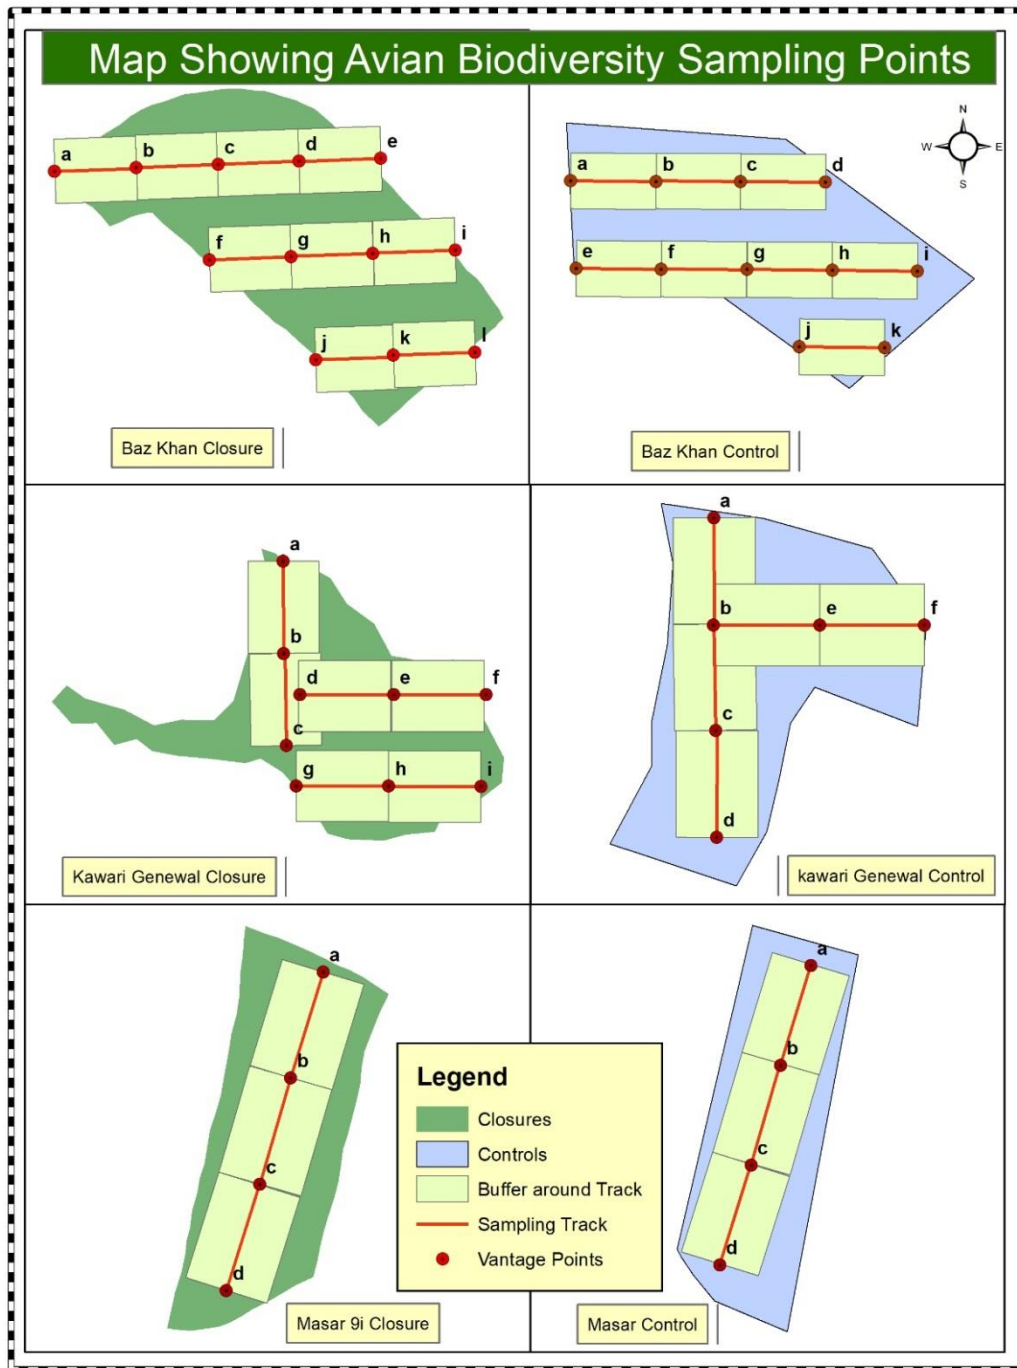 Map Showing Avian Biodiversity Sampling Points
a b c d e
f g h i
j k l
Baz Khan Closure
N
W E
S
a b c d
e f g h i
j k
Baz Khan Control
a
b
d e f
c
g h i
Kawari Genewal Closure
a
b e f
c
d
kawari Genewal Control
a
b
c
d
Masar 9i Closure
a
b
c
d
Masar Control
Legend
Closures
Controls
Buffer around Track
Sampling Track
Vantage Points